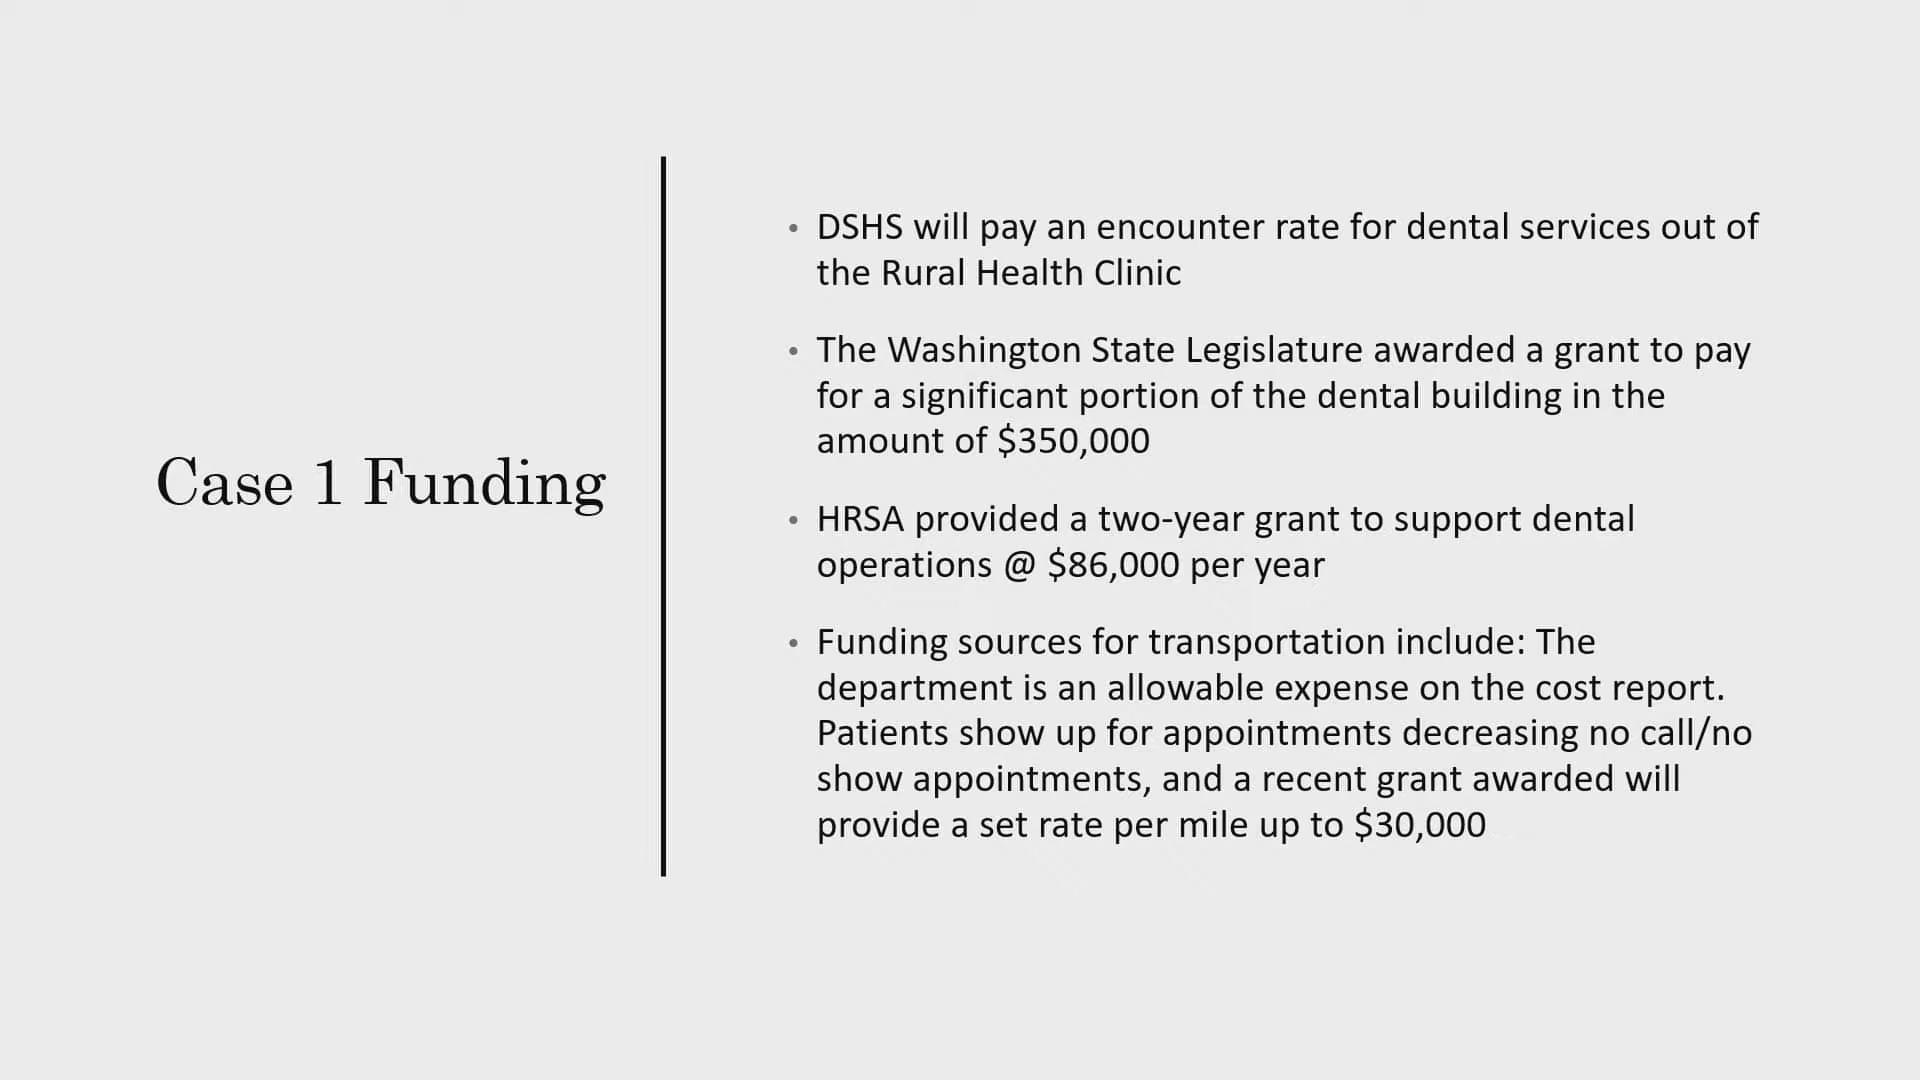 Case 1 Funding
• DSHS will pay an encounter rate for dental services out of
the Rural Health Clinic
• The Washington State Legislature awarded a grant to pay
for a significant portion of the dental building in the
amount of $350,000
• HRSA provided a two-year grant to support dental
operations @ $86,000 per year
• Funding sources for transportation include: The
department is an allowable expense on the cost report.
Patients show up for appointments decreasing no call/no
show appointments, and a recent grant awarded will
provide a set rate per mile up to $30,000